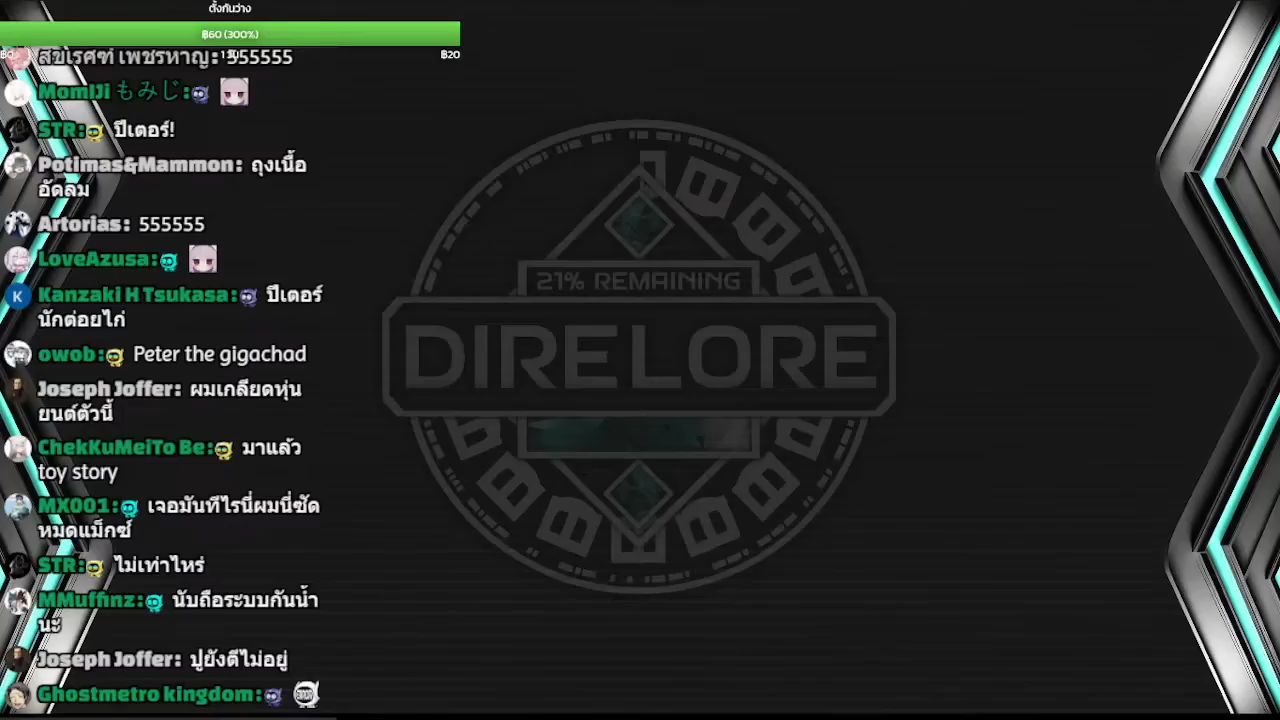 ตั้งกันว่าง
฿60 (300%)
฿20
เพชรหาญ: 555555
MomIJi もみじ:
STR: ปีเตอร์!
Potimas&Mammon: ถุงเนื้อ
อัดลม
Artorias: 555555
LoveAzusa:
K Kanzaki H Tsukasa: ปีเตอร์
นักต่อยไก่
owob: Peter the gigachad
Joseph Joffer: ผมเกลียดหุ่น
ยนต์ตัวนี้
ChekKuMeiTo Be: มาแล้ว
toy story
MX001: เจอมันทีไรนี่ผมนี่ซัด
หมดแม็กซ์
STR: ไม่เท่าไหร่
MMuffinz: นับถือระบบกันน้ำ
นะ
Joseph Joffer: ปูยังดีไม่อยู่
Ghostmetro kingdom:
21% REMAINING
DIRELORE